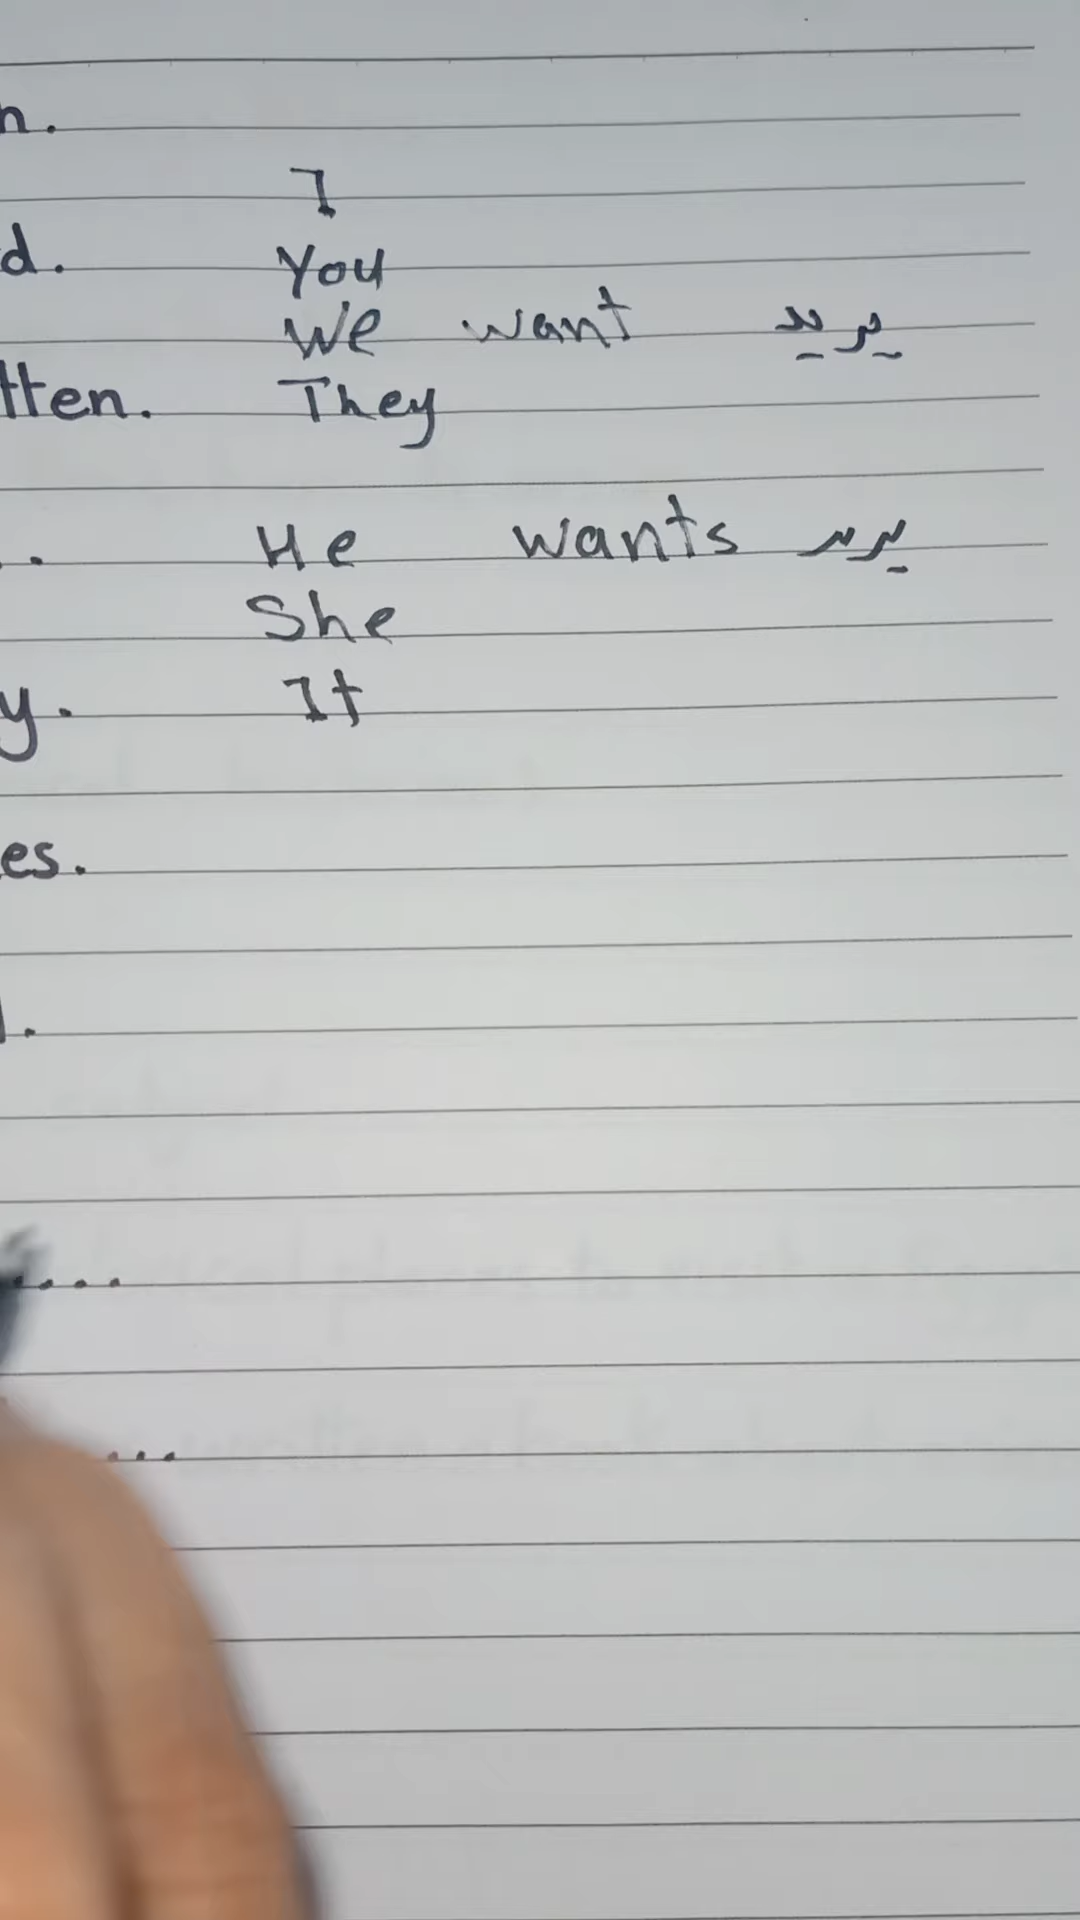 n.
I
d. You
We want يريد
tten. They
. He wants يريد
She
y. It
es.
.
....
...